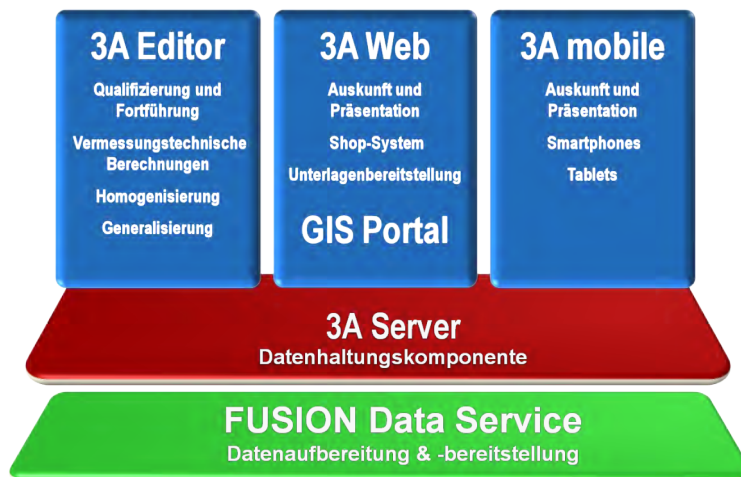 3A Editor
Qualifizierung und
Fortführung
Vermessungstechnische
Berechnungen
Homogenisierung
Generalisierung
3A Web
Auskunft und
Präsentation
Shop-System
Unterlagenbereitstellung
GIS Portal
3A mobile
Auskunft und
Präsentation
Smartphones
Tablets
3A Server
Datenhaltungskomponente
FUSION Data Service
Datenaufbereitung & -bereitstellung